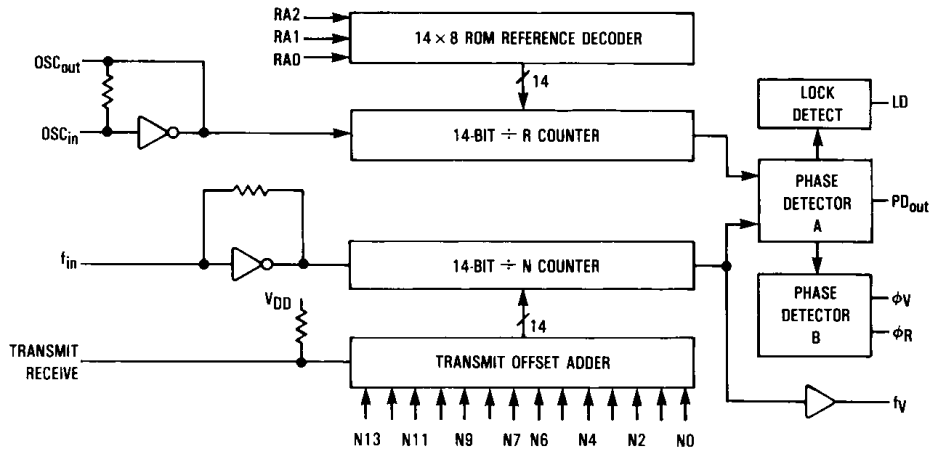 RA2
RA1
RA0
14 × 8 ROM REFERENCE DECODER
OSCout
14
OSCin
14-BIT ÷ R COUNTER
LOCK
DETECT
LD
PHASE
DETECTOR
A
PDout
fin
14-BIT ÷ N COUNTER
VDD
14
PHASE
DETECTOR
B
ϕV
ϕR
TRANSMIT
RECEIVE
TRANSMIT OFFSET ADDER
fV
N13 N11 N9 N7 N6 N4 N2 N0